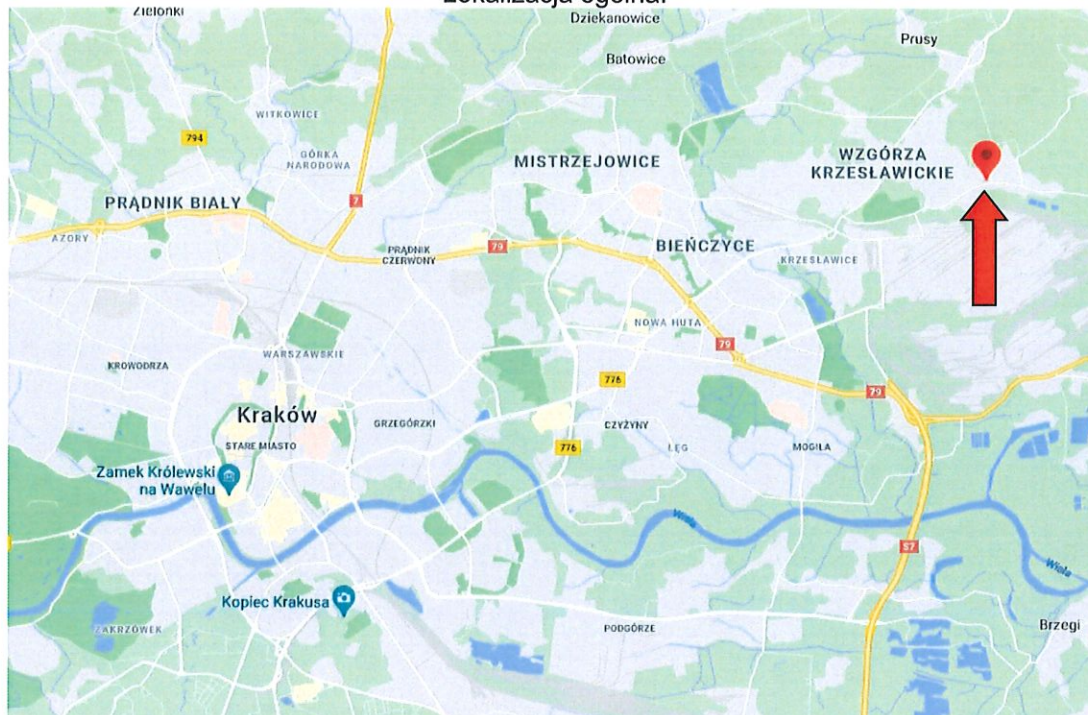 Lokalizacja ogólna:
Zielonki
Dziekanowice
Prusy
Batowice
WITKOWICE
794
GÓRKA
NARODOWA
MISTRZEJOWICE
WZGÓRZA
KRZESŁAWICKIE
7
PRĄDNIK BIAŁY
AZORY
PRĄDNIK
CZERWONY
79
BIEŃCZYCE
KRZESŁAWICE
NOWA HUTA
79
WARSZAWSKIE
KROWODRZA
776
79
Kraków
GRZEGÓRZKI
CZYŻYNY
STARE MIASTO
776
ŁĘG
MOGIŁA
Zamek Królewski
na Wawelu
Wisła
S7
Wisła
Kopiec Krakusa
ZAKRZÓWEK
PODGÓRZE
Brzegi